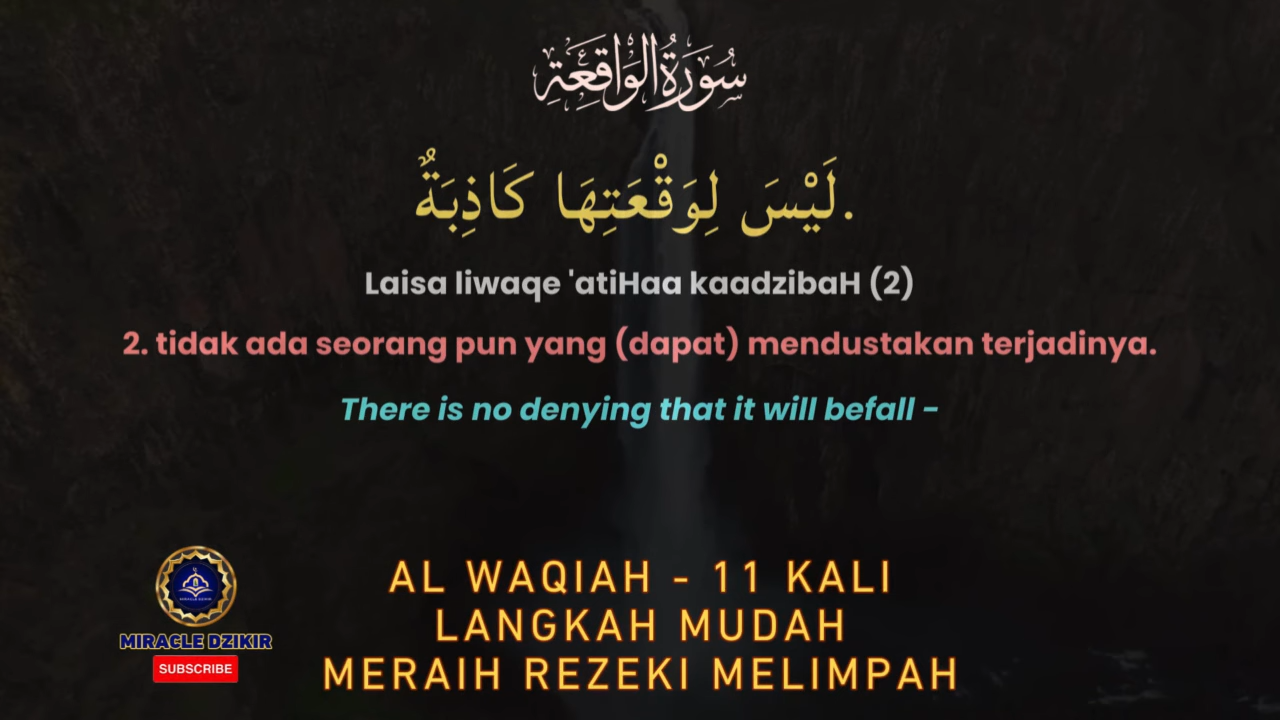 سُورَةُ الوَاقِعَةِ
لَيْسَ لِوَقْعَتِهَا كَاذِبَةٌ.
Laisa liwaqe 'atiHaa kaadzibaH (2)
2. tidak ada seorang pun yang (dapat) mendustakan terjadinya.
There is no denying that it will befall -
AL WAQIAH - 11 KALI
LANGKAH MUDAH
MERAIH REZEKI MELIMPAH
MIRACLE DZIKIR
SUBSCRIBE